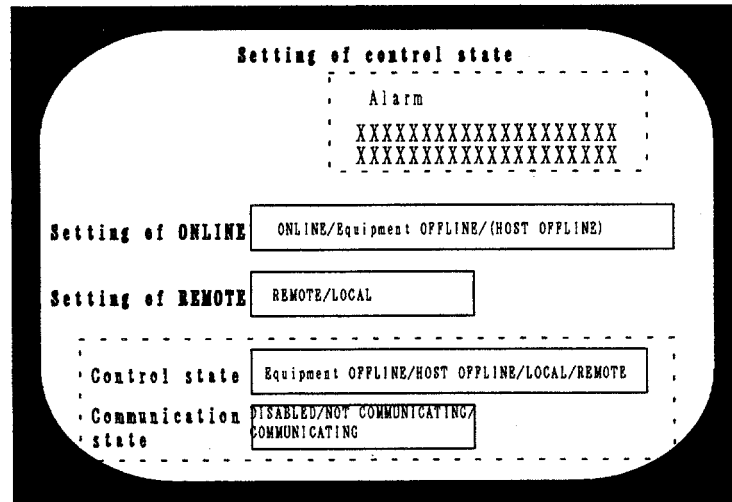 Setting of control state
Alarm
XXXXXXXXXXXXXXXXXXXX
XXXXXXXXXXXXXXXXXXXX
Setting of ONLINE
ONLINE/Equipment OFFLINE/(HOST OFFLINE)
Setting of REMOTE
REMOTE/LOCAL
Control state
Equipment OFFLINE/HOST OFFLINE/LOCAL/REMOTE
Communication
state
DISABLED/NOT COMMUNICATING/
COMMUNICATING